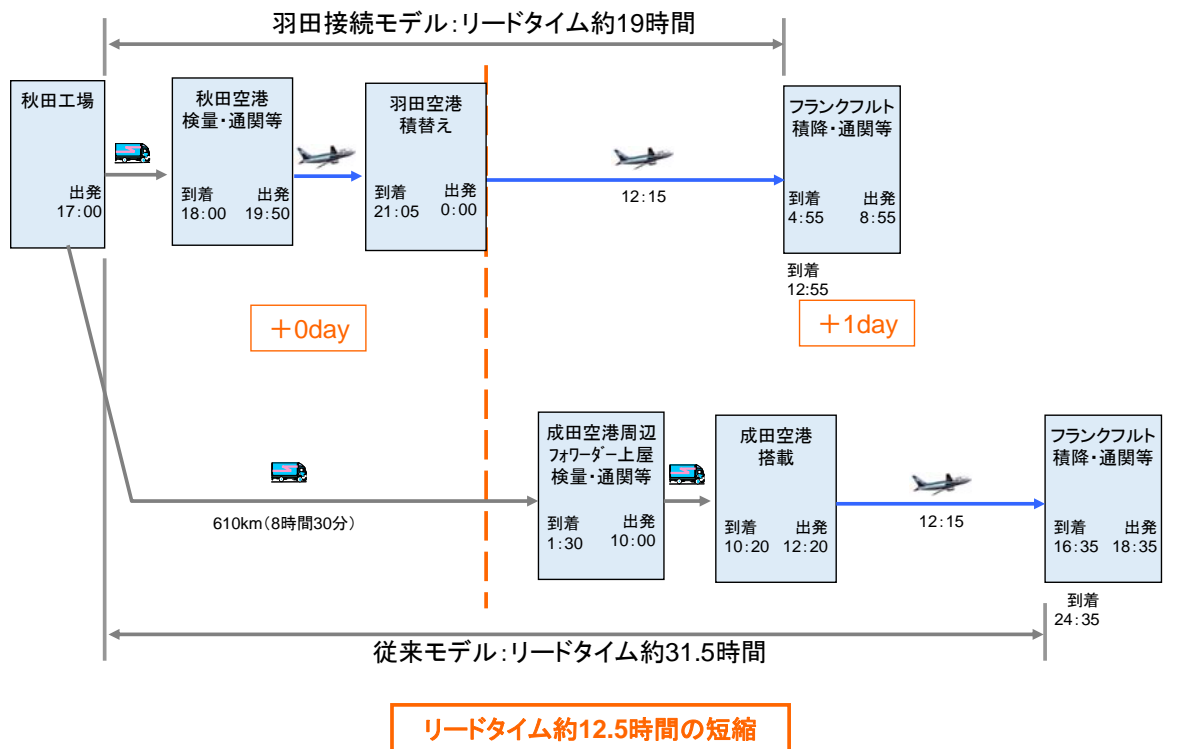 羽田接続モデル:リードタイム約19時間
秋田工場
出発
17:00
秋田空港
検量・通関等
到着 出発
18:00 19:50
羽田空港
積替え
到着 出発
21:05 0:00
12:15
フランクフルト
積降・通関等
到着 出発
4:55 8:55
到着
12:55
+0day
+1day
610km(8時間30分)
成田空港周辺
フォワーダー上屋
検量・通関等
到着 出発
1:30 10:00
成田空港
搭載
到着 出発
10:20 12:20
12:15
フランクフルト
積降・通関等
到着 出発
16:35 18:35
到着
24:35
従来モデル:リードタイム約31.5時間
リードタイム約12.5時間の短縮